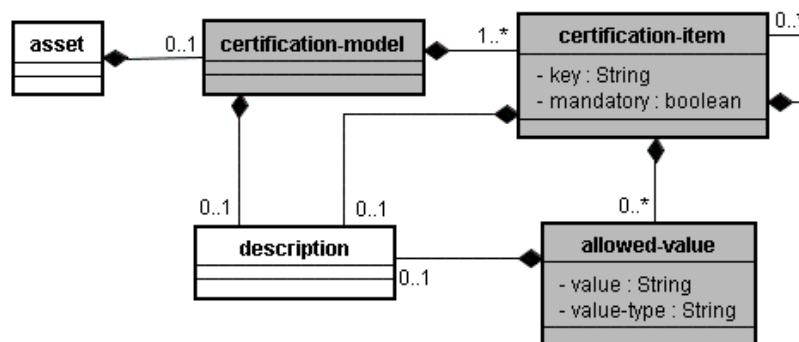 asset
0..1
certification-model
1..*
certification-item
0..*
- key : String
- mandatory : boolean
0..1
0..1
0..*
description
0..1
allowed-value
- value : String
- value-type : String